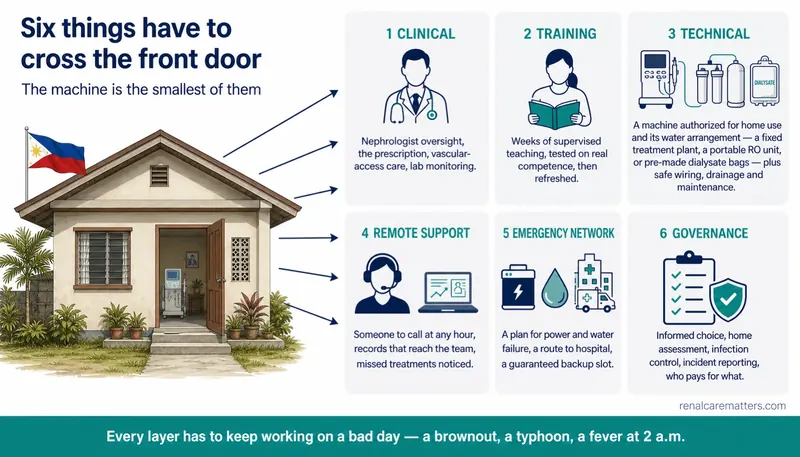 Six things have to
cross the front door
The machine is the smallest of them
1 CLINICAL
Nephrologist oversight,
the prescription, vascular-
access care, lab monitoring.
2 TRAINING
Weeks of supervised
teaching, tested on real
competence, then
refreshed.
3 TECHNICAL
DIALYSATE
A machine authorized for home use
and its water arrangement — a fixed
treatment plant, a portable RO unit,
or pre-made dialysate bags — plus
safe wiring, drainage and
maintenance.
4 REMOTE SUPPORT
Someone to call at any hour,
records that reach the team,
missed treatments noticed.
5 EMERGENCY NETWORK
A plan for power and water
failure, a route to hospital,
a guaranteed backup slot.
6 GOVERNANCE
Informed choice, home
assessment, infection
control, incident reporting,
who pays for what.
renalcarematters.com
Every layer has to keep working on a bad day — a brownout, a typhoon, a fever at 2 a.m.